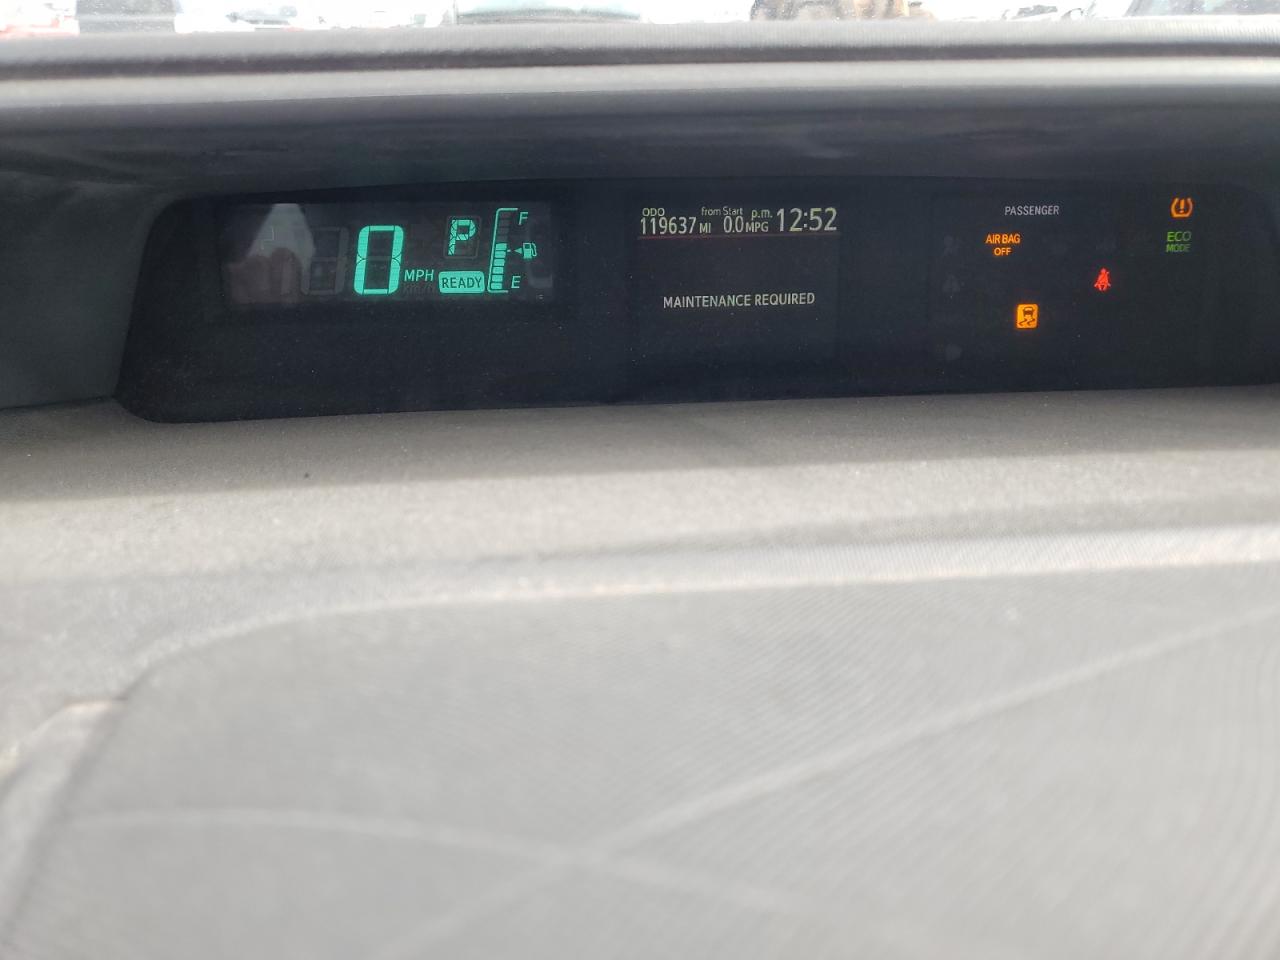 0 MPH
P
READY
F
E
ODO
119637 MI
from Start
0.0 MPG
p.m. 12:52
MAINTENANCE REQUIRED
PASSENGER
AIR BAG
OFF
ECO
MODE